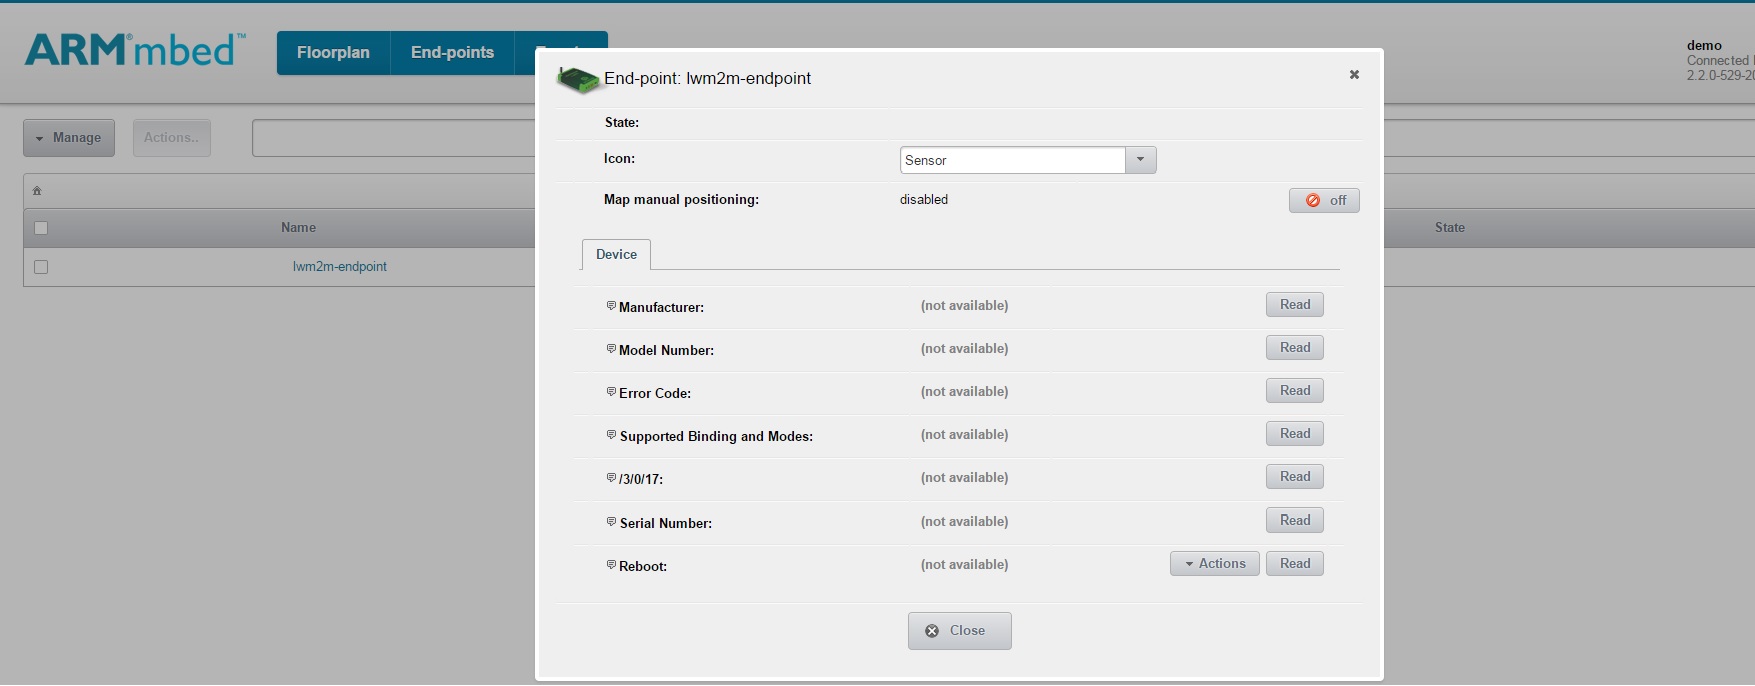 ARM®mbed™
Floorplan
End-points
demo
Connected
2.2.0-529-20
Manage
Actions..
Name
State
lwm2m-endpoint
End-point: lwm2m-endpoint
State:
Icon:
Sensor
Map manual positioning:
disabled
off
Device
Manufacturer:
(not available)
Read
Model Number:
(not available)
Read
Error Code:
(not available)
Read
Supported Binding and Modes:
(not available)
Read
/3/0/17:
(not available)
Read
Serial Number:
(not available)
Read
Reboot:
(not available)
Actions
Read
Close